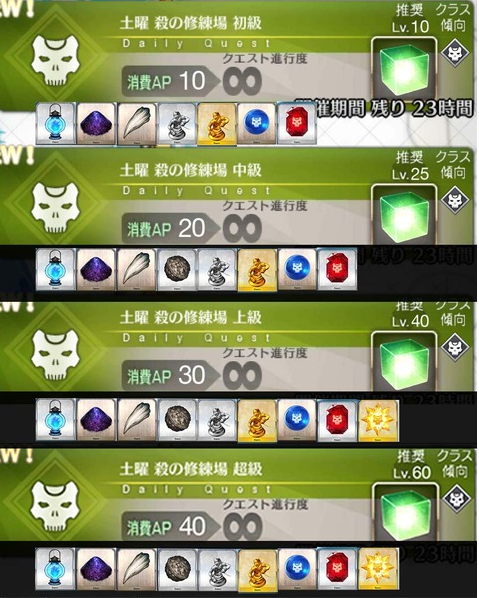 EW!
土曜 殺の修練場 初級
推奨 クラス
Lv.10 傾向
Daily Quest
クエスト進行度
消費AP 10 ∞
開催期間 残り 23時間
EW!
土曜 殺の修練場 中級
推奨 クラス
Lv.25 傾向
Daily Quest
クエスト進行度
消費AP 20 ∞
残り 23時間
EW!
土曜 殺の修練場 上級
推奨 クラス
Lv.40 傾向
Daily Quest
クエスト進行度
消費AP 30 ∞
EW!
土曜 殺の修練場 超級
推奨 クラス
Lv.60 傾向
Daily Quest
クエスト進行度
消費AP 40 ∞
残り 23時間